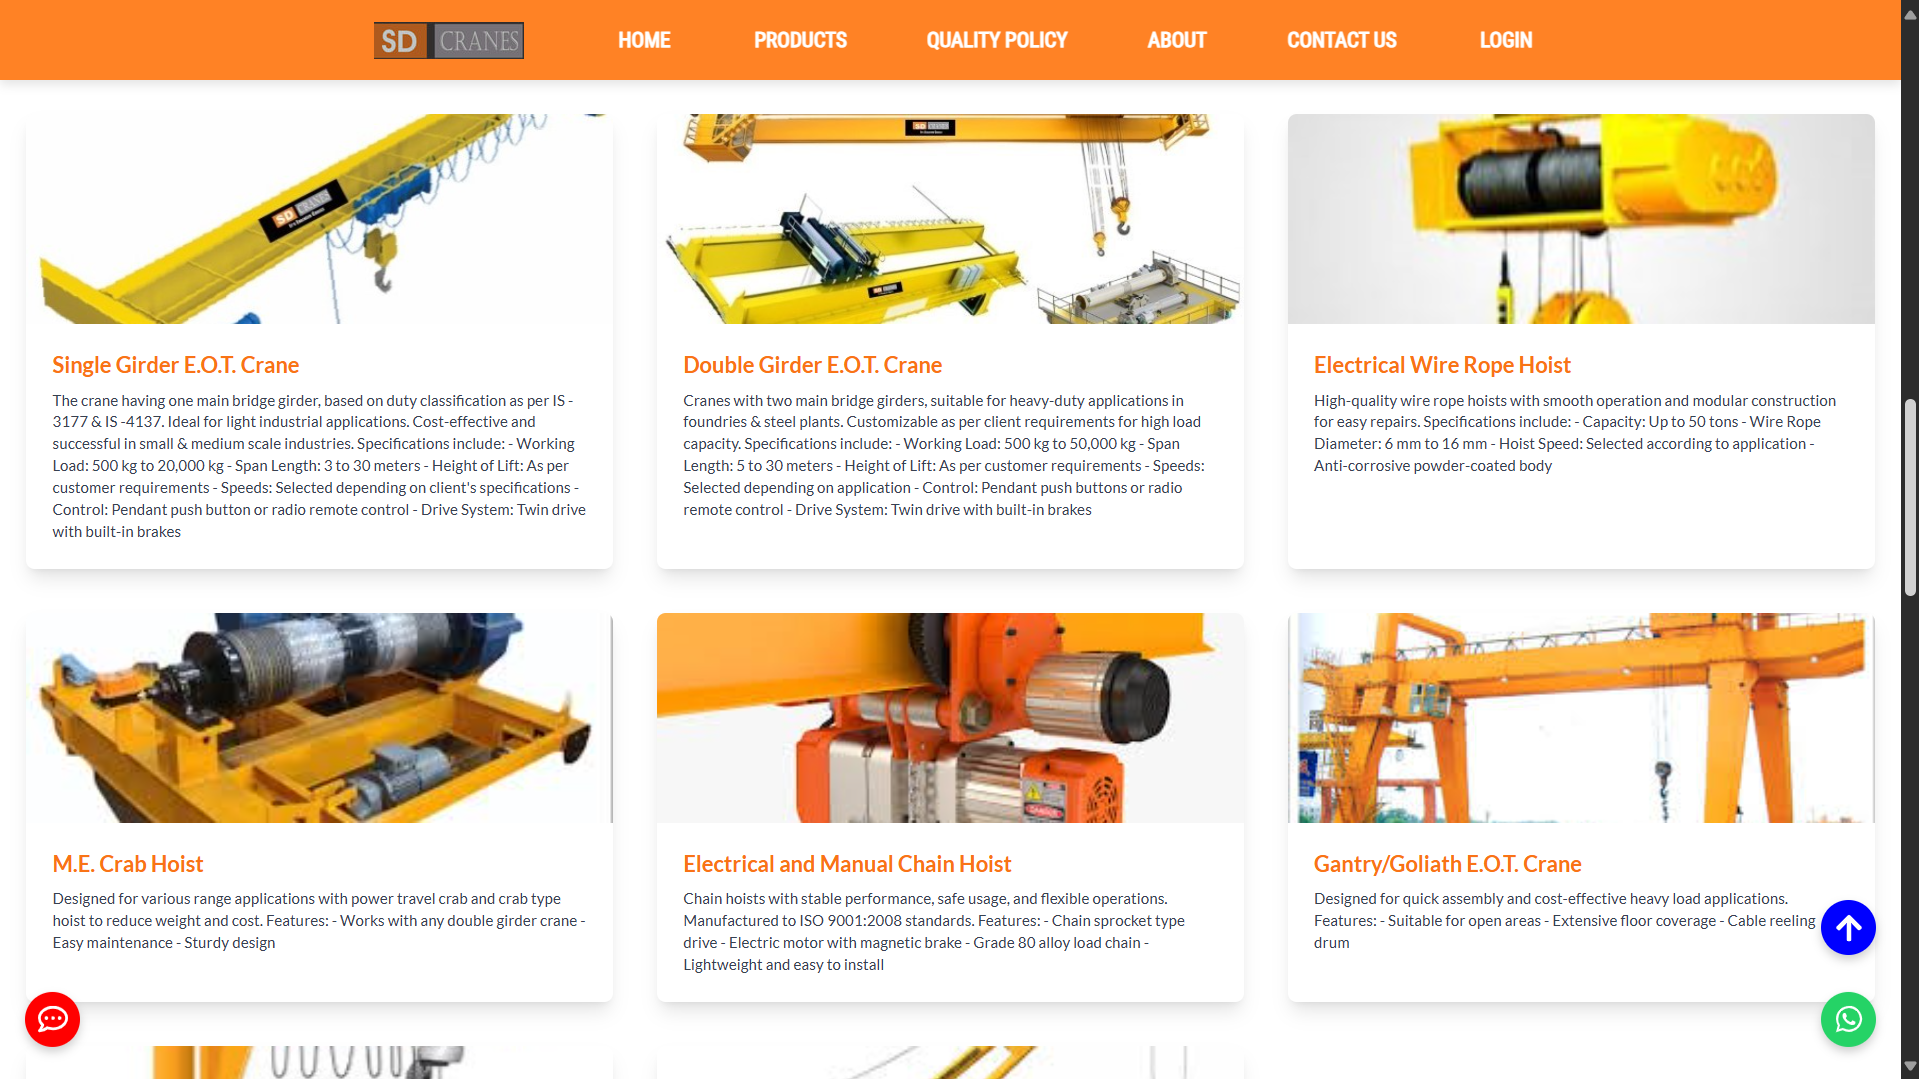 SD CRANES
HOME
PRODUCTS
QUALITY POLICY
ABOUT
CONTACT US
LOGIN
SD CRANES
SD CRANES
SD CRANES
Single Girder E.O.T. Crane
The crane having one main bridge girder, based on duty classification as per IS -
3177 & IS -4137. Ideal for light industrial applications. Cost-effective and
successful in small & medium scale industries. Specifications include: - Working
Load: 500 kg to 20,000 kg - Span Length: 3 to 30 meters - Height of Lift: As per
customer requirements - Speeds: Selected depending on client's specifications -
Control: Pendant push button or radio remote control - Drive System: Twin drive
with built-in brakes
Double Girder E.O.T. Crane
Cranes with two main bridge girders, suitable for heavy-duty applications in
foundries & steel plants. Customizable as per client requirements for high load
capacity. Specifications include: - Working Load: 500 kg to 50,000 kg - Span
Length: 5 to 30 meters - Height of Lift: As per customer requirements - Speeds:
Selected depending on application - Control: Pendant push buttons or radio
remote control - Drive System: Twin drive with built-in brakes
Electrical Wire Rope Hoist
High-quality wire rope hoists with smooth operation and modular construction
for easy repairs. Specifications include: - Capacity: Up to 50 tons - Wire Rope
Diameter: 6 mm to 16 mm - Hoist Speed: Selected according to application -
Anti-corrosive powder-coated body
M.E. Crab Hoist
Designed for various range applications with power travel crab and crab type
hoist to reduce weight and cost. Features: - Works with any double girder crane -
Easy maintenance - Sturdy design
Electrical and Manual Chain Hoist
Chain hoists with stable performance, safe usage, and flexible operations.
Manufactured to ISO 9001:2008 standards. Features: - Chain sprocket type
drive - Electric motor with magnetic brake - Grade 80 alloy load chain -
Lightweight and easy to install
Gantry/Goliath E.O.T. Crane
Designed for quick assembly and cost-effective heavy load applications.
Features: - Suitable for open areas - Extensive floor coverage - Cable reeling
drum